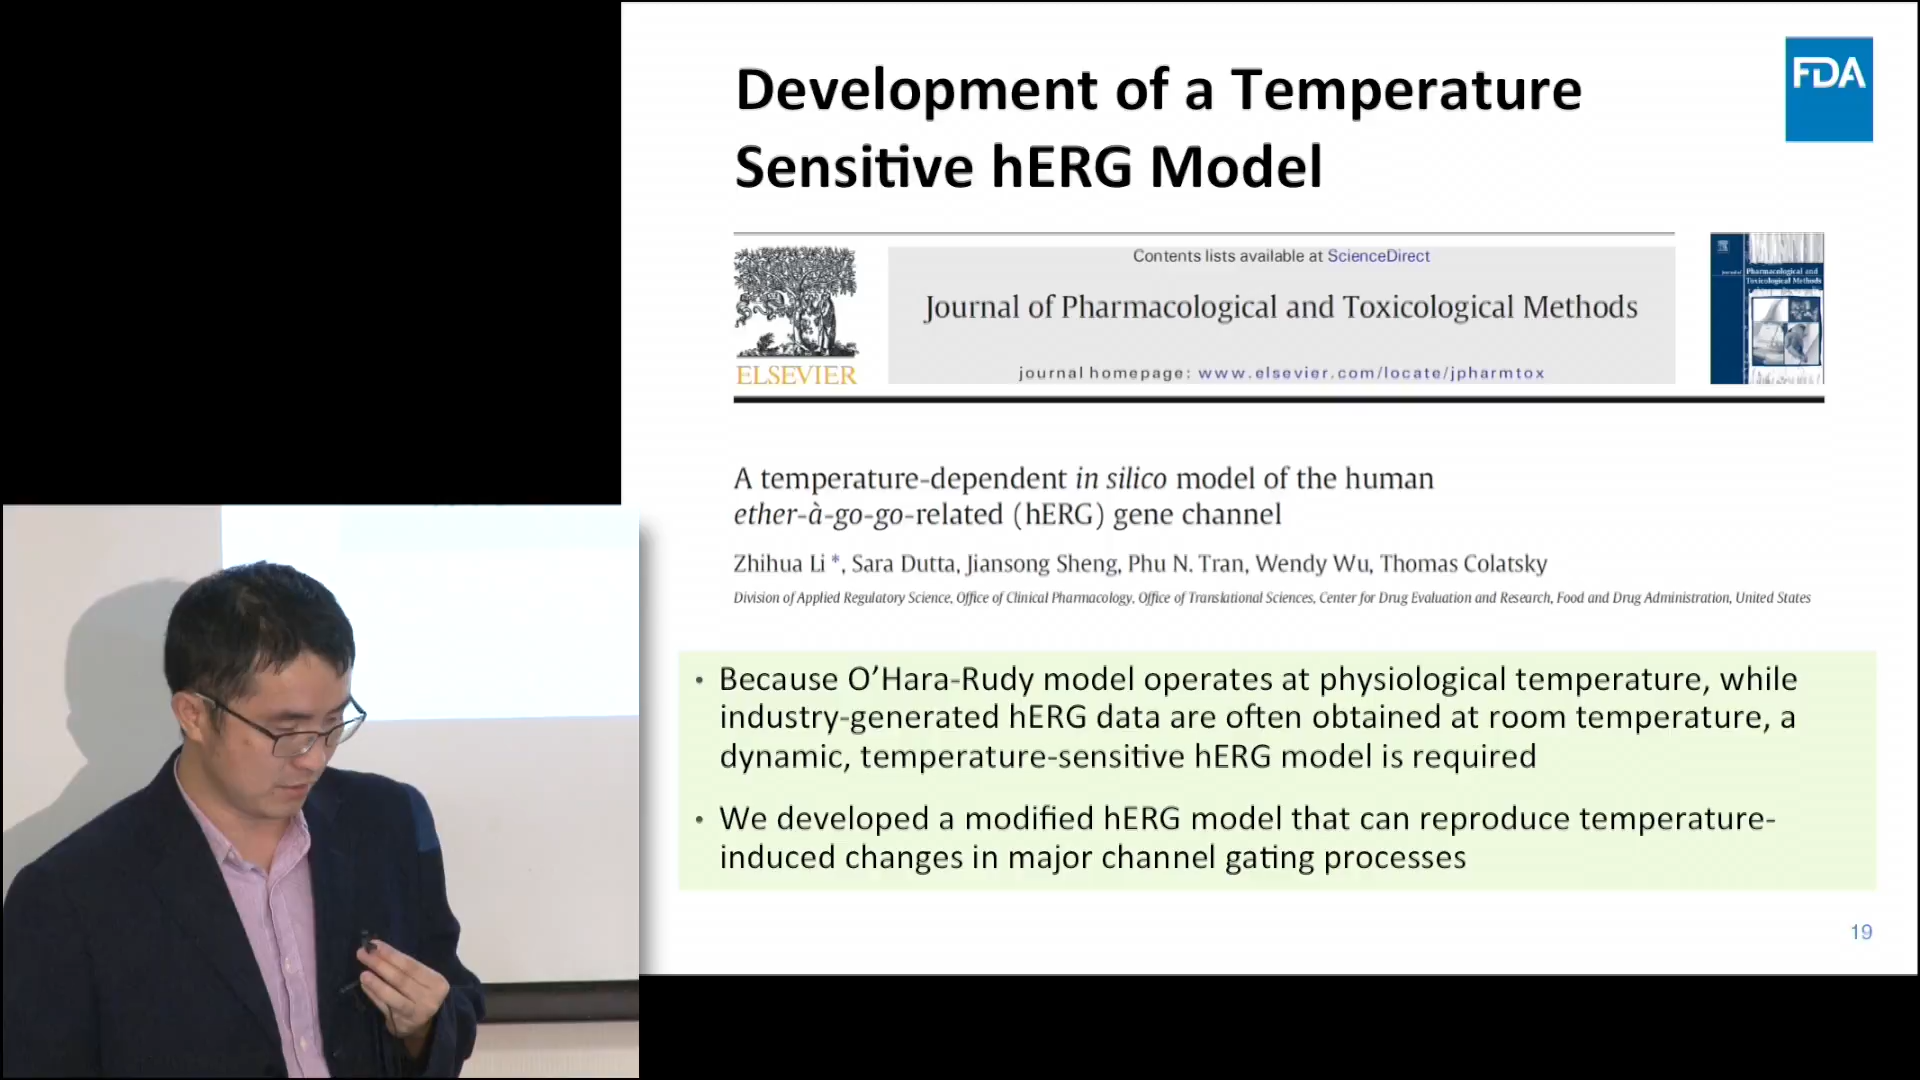 Development of a Temperature
Sensitive hERG Model
FDA
Contents lists available at ScienceDirect
Journal of Pharmacological and Toxicological Methods
journal homepage: www.elsevier.com/locate/jpharmtox
ELSEVIER
Pharmacological and
Toxicological Methods
A temperature-dependent in silico model of the human
ether-à-go-go-related (hERG) gene channel
Zhihua Li *, Sara Dutta, Jiansong Sheng, Phu N. Tran, Wendy Wu, Thomas Colatsky
Division of Applied Regulatory Science, Office of Clinical Pharmacology, Office of Translational Sciences, Center for Drug Evaluation and Research, Food and Drug Administration, United States
• Because O’Hara-Rudy model operates at physiological temperature, while
industry-generated hERG data are often obtained at room temperature, a
dynamic, temperature-sensitive hERG model is required
• We developed a modified hERG model that can reproduce temperature-
induced changes in major channel gating processes
19